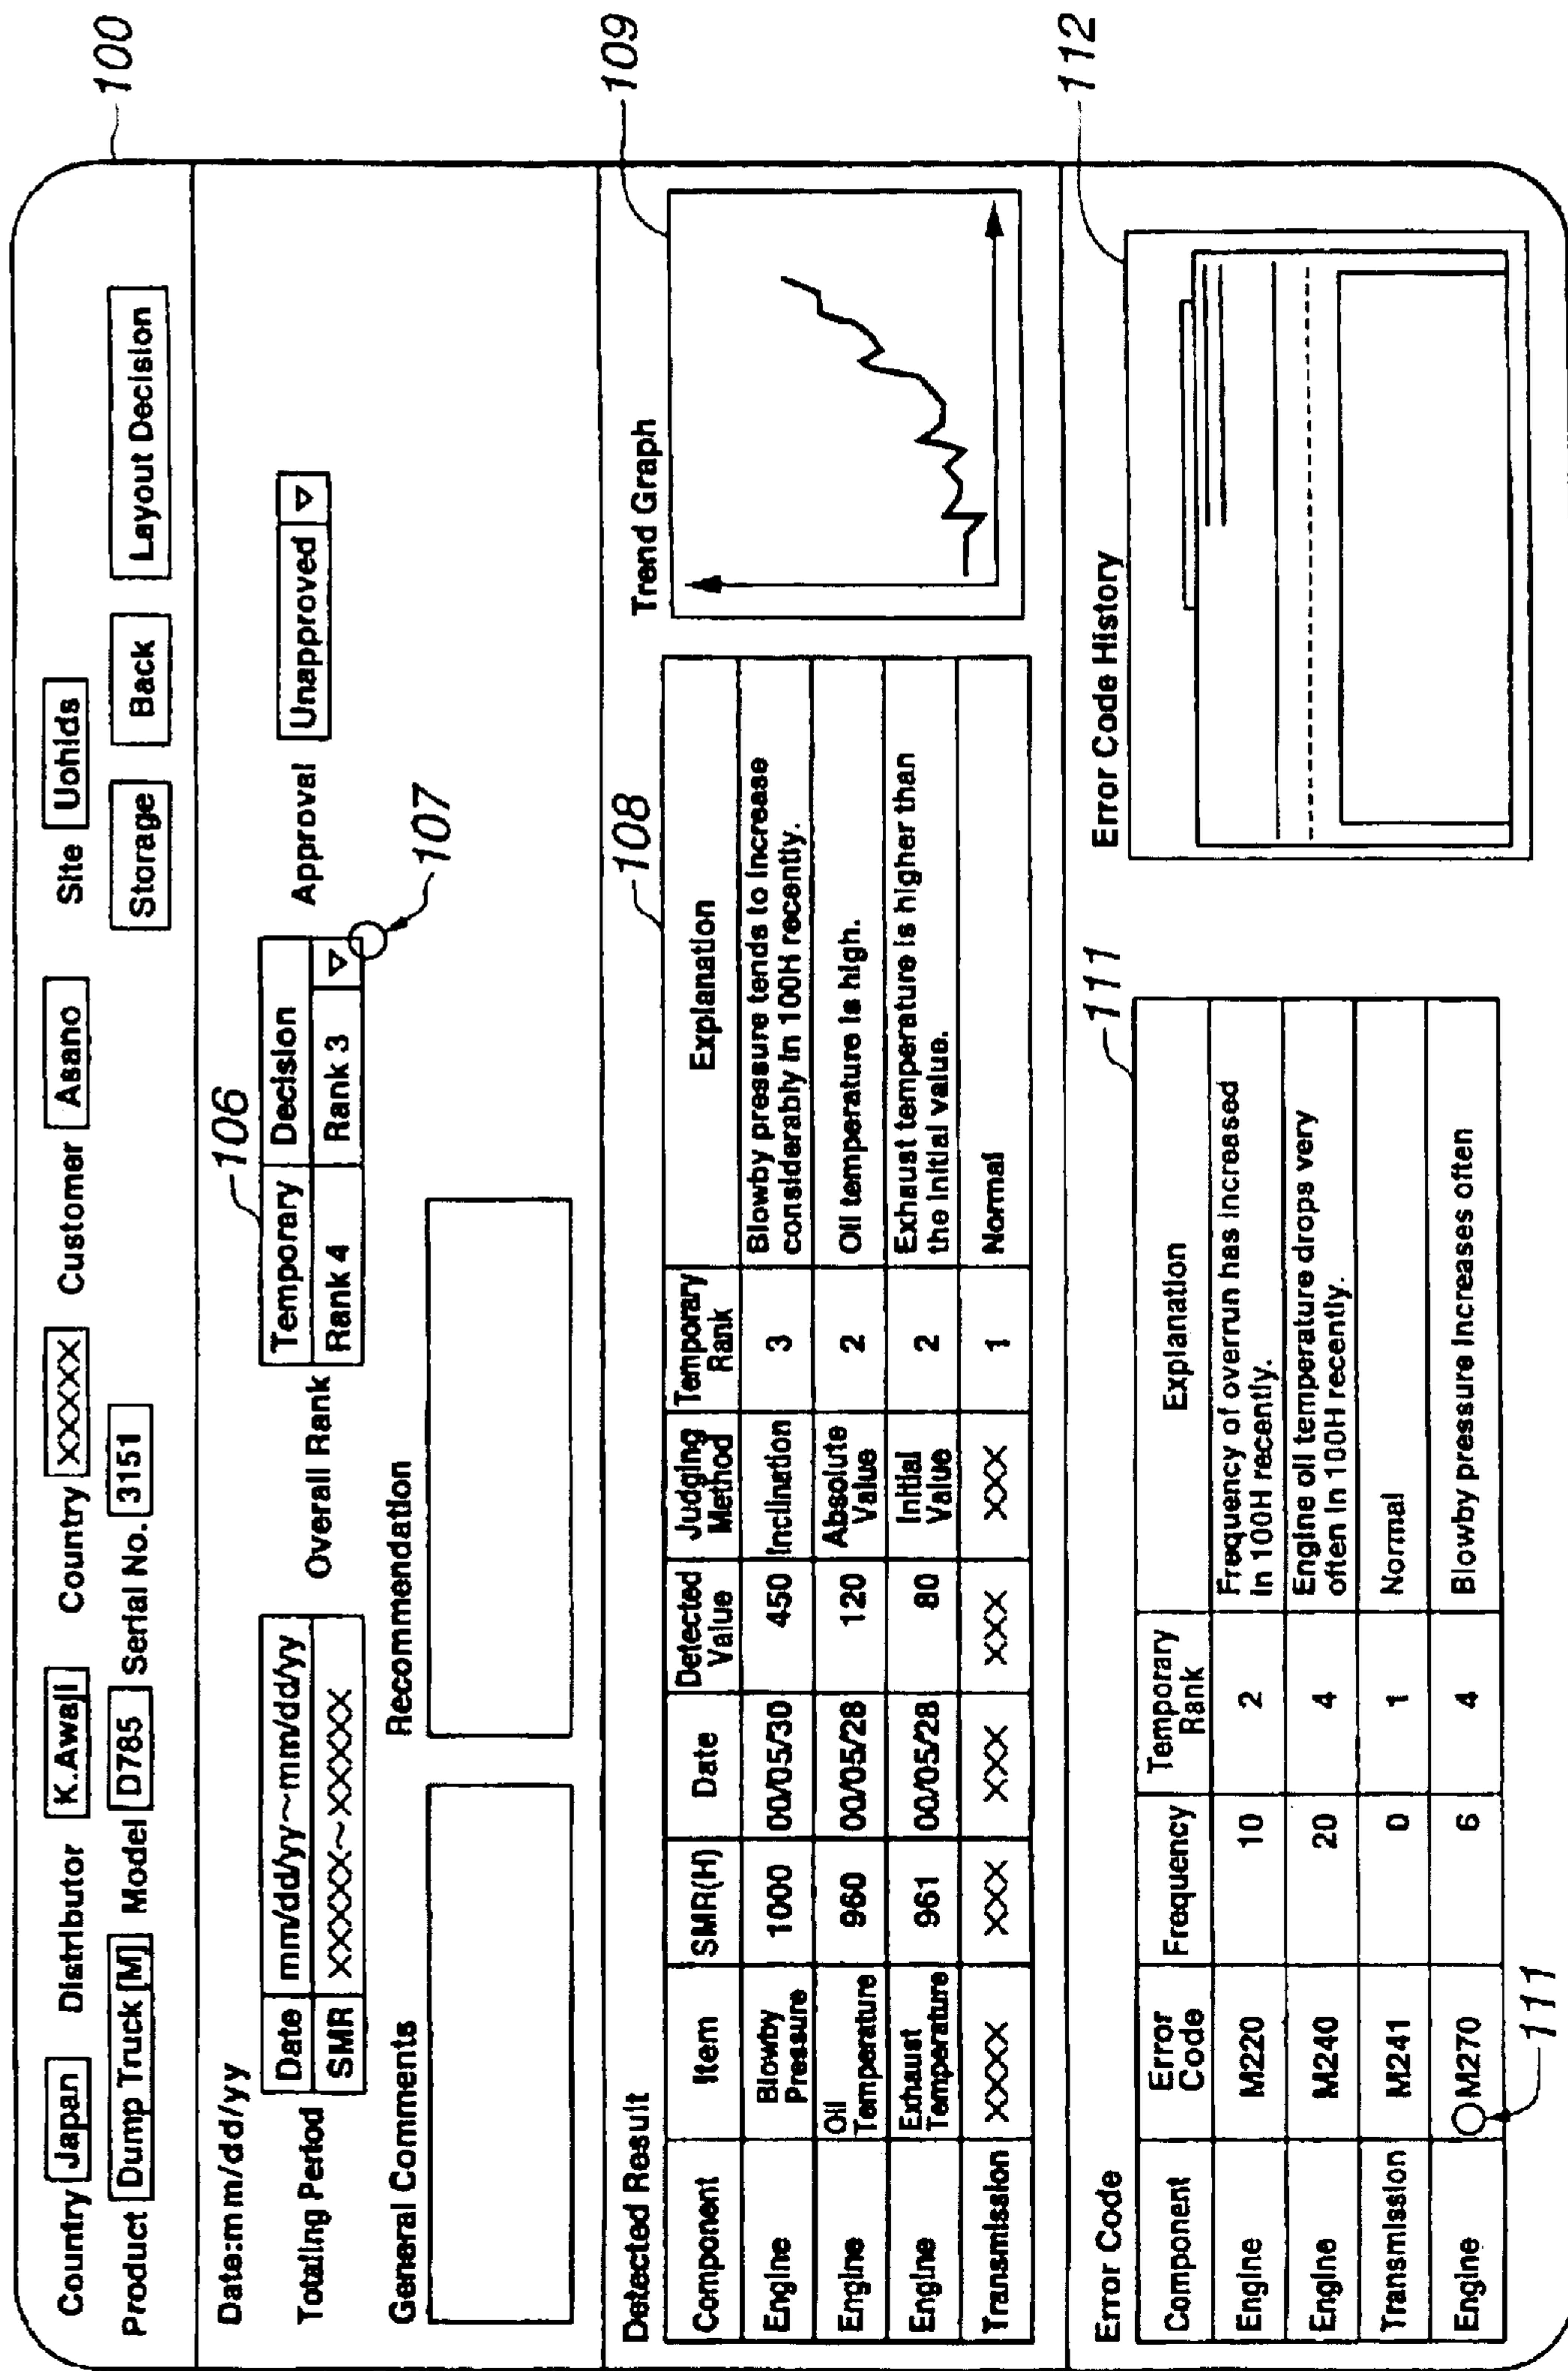 100
Country Japan Distributor K.Awaji Country XXXXX Customer Asano Site Uohlds
Product Dump Truck [M] Model D785 Serial No. 3151 Storage Back Layout Decision
Date:mm/dd/yy
106
Totaling Period Date mm/dd/yy~mm/dd/yy Overall Rank Temporary Decision Approval Unapproved
SMR XXXXX~XXXXX Rank 4 Rank 3
107
General Comments Recommendation
Detected Result 108 Trend Graph 109
Component Item SMR(H) Date Detected Value Judging Method Temporary Rank Explanation
Engine Blowby Pressure 1000 00/05/30 450 Inclination 3 Blowby pressure tends to increase
considerably in 100H recently.
Engine Oil Temperature 960 00/05/28 120 Absolute Value 2 Oil temperature is high.
Engine Exhaust Temperature 961 00/05/28 80 Initial Value 2 Exhaust temperature is higher than
the initial value.
Transmission XXXX XXX XXX XXX XXX 1 Normal
Error Code 111 Error Code History 112
Component Error Code Frequency Temporary Rank Explanation
Engine M220 10 2 Frequency of overrun has increased
in 100H recently.
Engine M240 20 4 Engine oil temperature drops very
often in 100H recently.
Transmission M241 0 1 Normal
Engine M270 6 4 Blowby pressure increases often
111